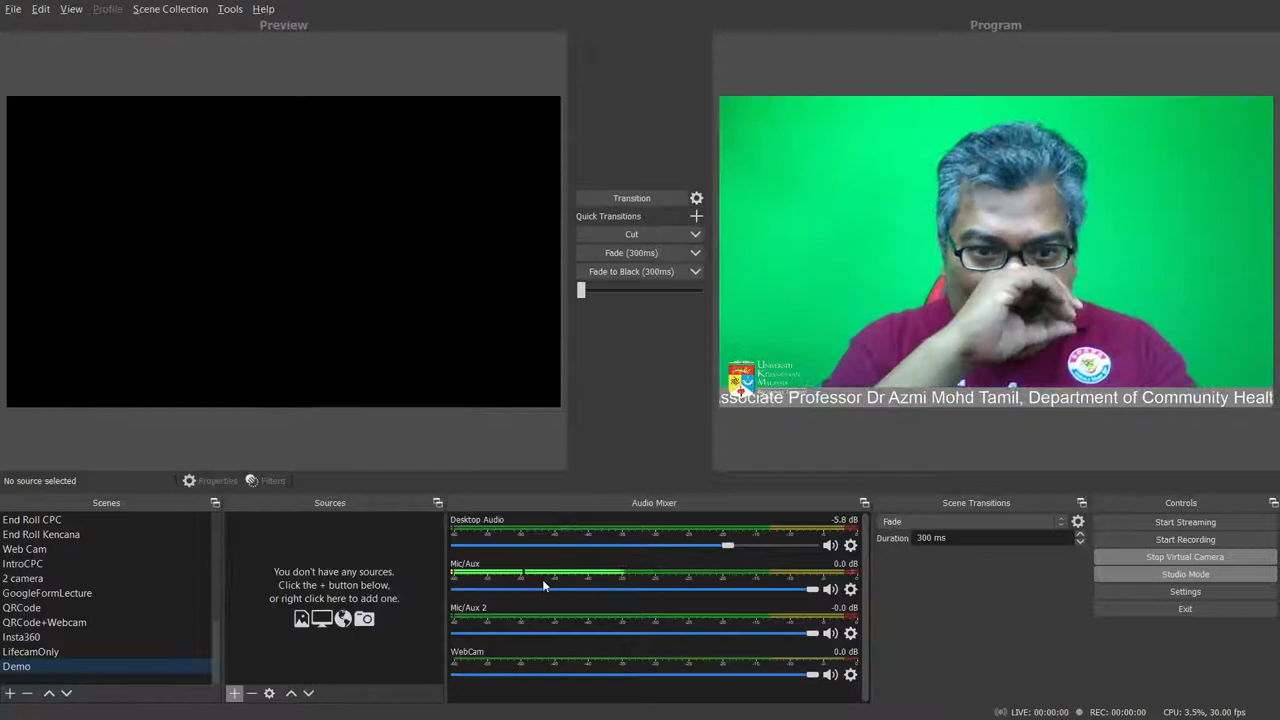 File Edit View Profile Scene Collection Tools Help
Preview
Program
Transition
Quick Transitions
Cut
Fade (300ms)
Fade to Black (300ms)
UNIVERSITI
KEBANGSAAN
MALAYSIA
ssociate Professor Dr Azmi Mohd Tamil, Department of Community Healt
No source selected
Properties
Filters
Scenes
End Roll CPC
End Roll Kencana
Web Cam
IntroCPC
2 camera
GoogleFormLecture
QRCode
QRCode+Webcam
Insta360
LifecamOnly
Demo
Sources
You don't have any sources.
Click the + button below,
or right click here to add one.
Audio Mixer
Desktop Audio -5.8 dB
Mic/Aux 0.0 dB
Mic/Aux 2 -0.0 dB
WebCam 0.0 dB
Scene Transitions
Fade
Duration 300 ms
Controls
Start Streaming
Start Recording
Stop Virtual Camera
Studio Mode
Settings
Exit
LIVE: 00:00:00 REC: 00:00:00 CPU: 3.5%, 30.00 fps